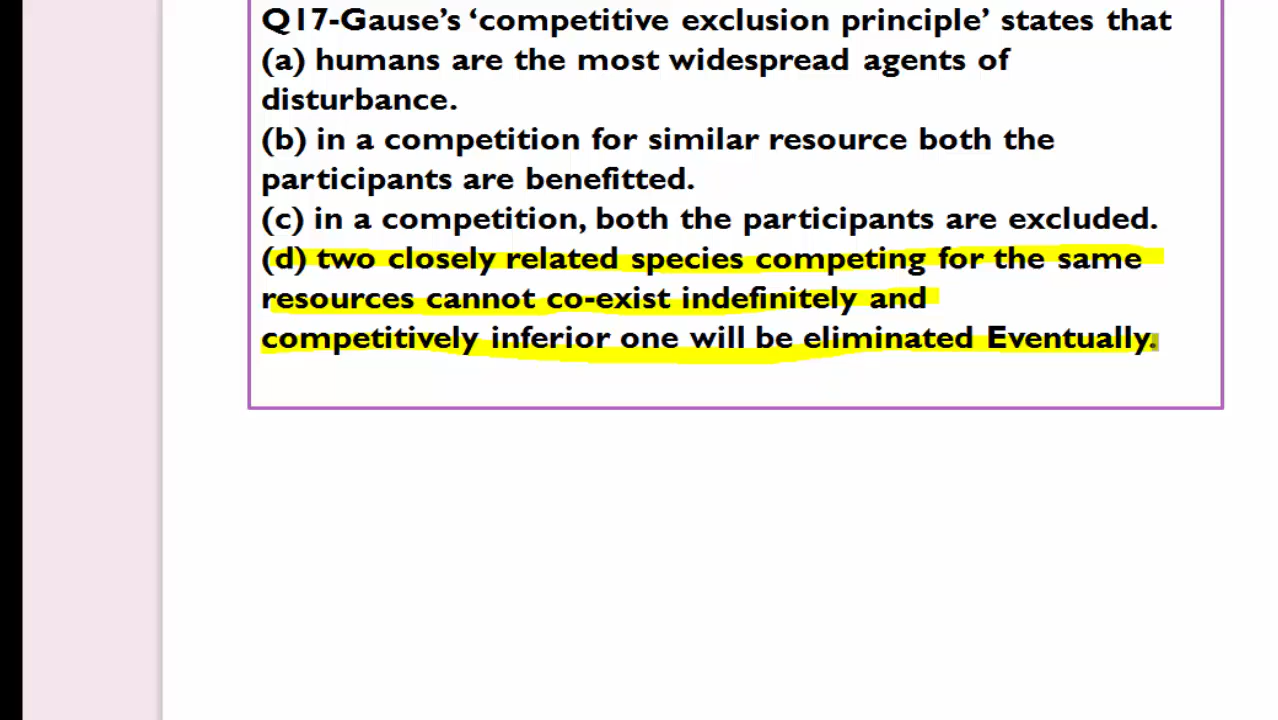 Q17-Gause's ‘competitive exclusion principle’ states that
(a) humans are the most widespread agents of
disturbance.
(b) in a competition for similar resource both the
participants are benefitted.
(c) in a competition, both the participants are excluded.
(d) two closely related species competing for the same
resources cannot co-exist indefinitely and
competitively inferior one will be eliminated Eventually.